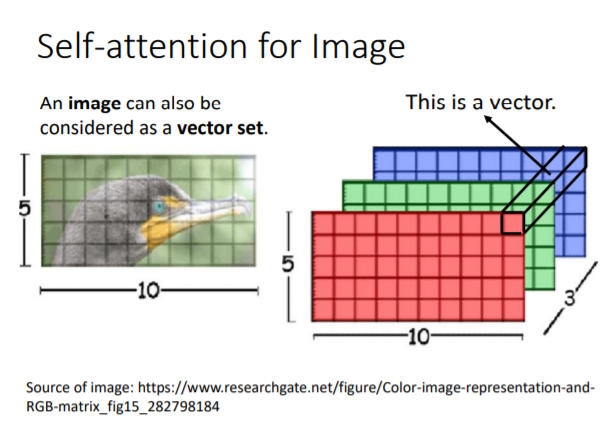 Self-attention for Image
An image can also be
considered as a vector set.
This is a vector.
5
10
5
10
3
Source of image: https://www.researchgate.net/figure/Color-image-representation-and-
RGB-matrix_fig15_282798184